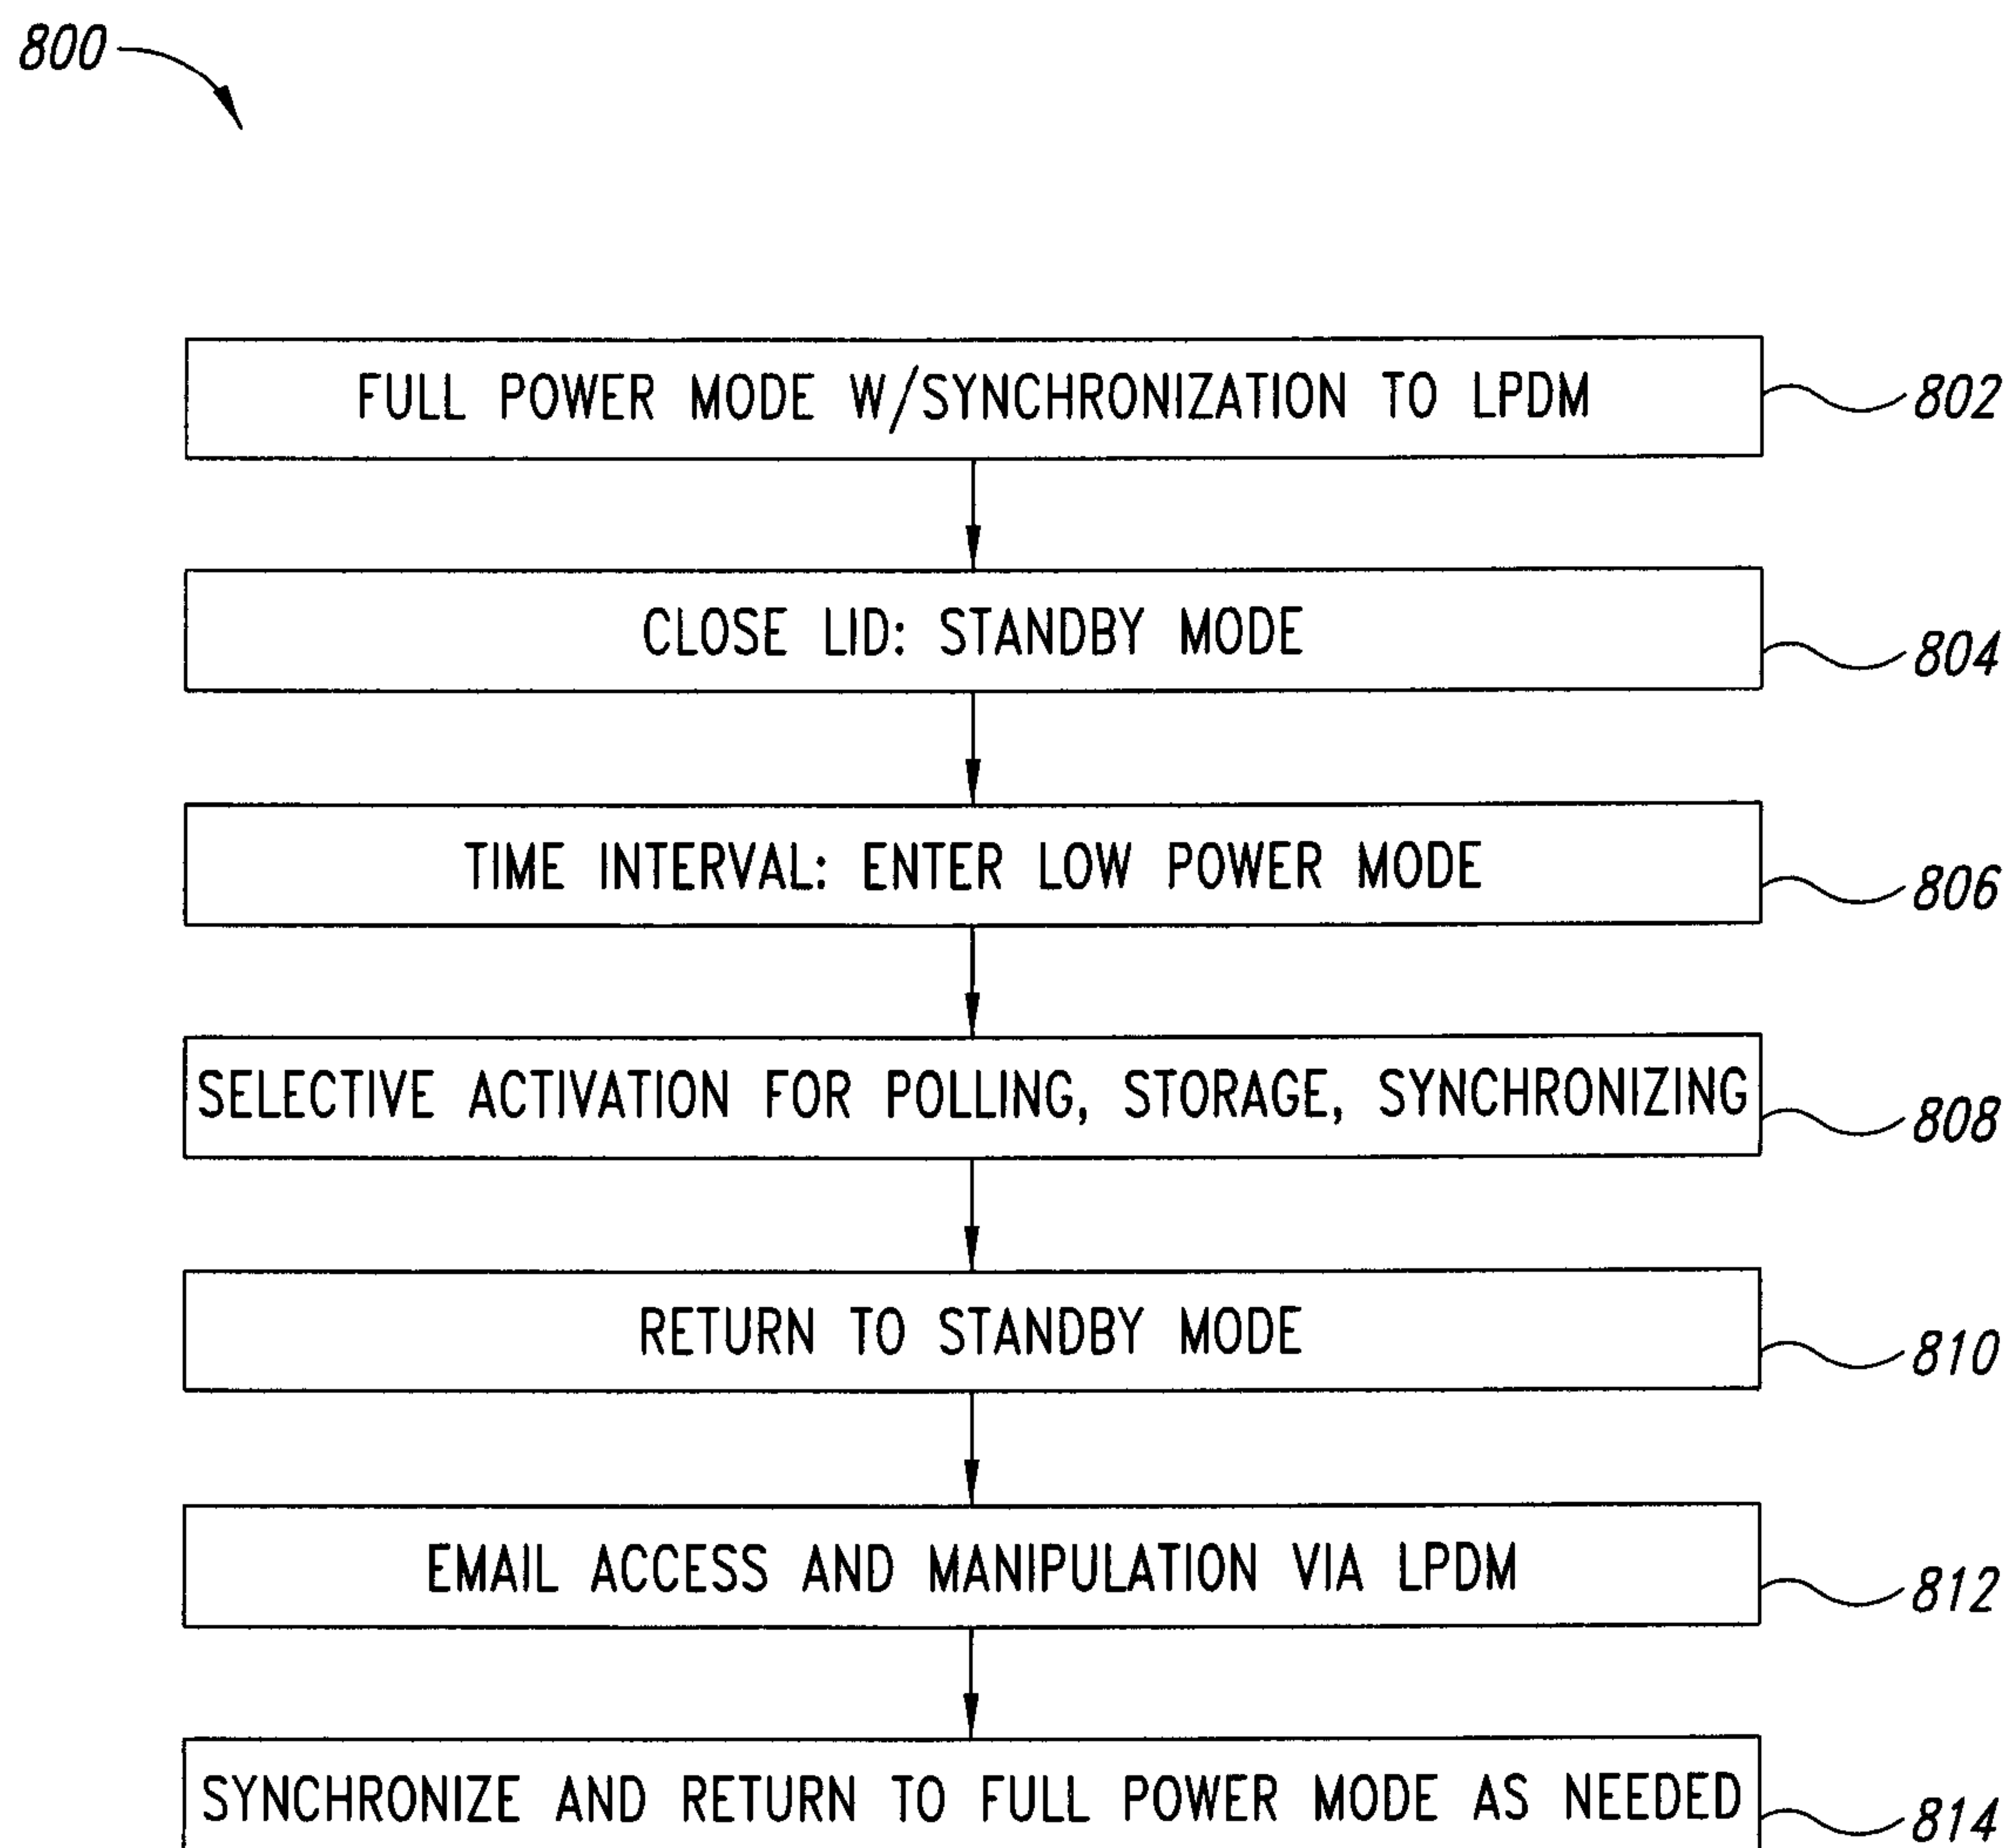 800
FULL POWER MODE W/SYNCHRONIZATION TO LPDM
802
CLOSE LID: STANDBY MODE
804
TIME INTERVAL: ENTER LOW POWER MODE
806
SELECTIVE ACTIVATION FOR POLLING, STORAGE, SYNCHRONIZING
808
RETURN TO STANDBY MODE
810
EMAIL ACCESS AND MANIPULATION VIA LPDM
812
SYNCHRONIZE AND RETURN TO FULL POWER MODE AS NEEDED
814